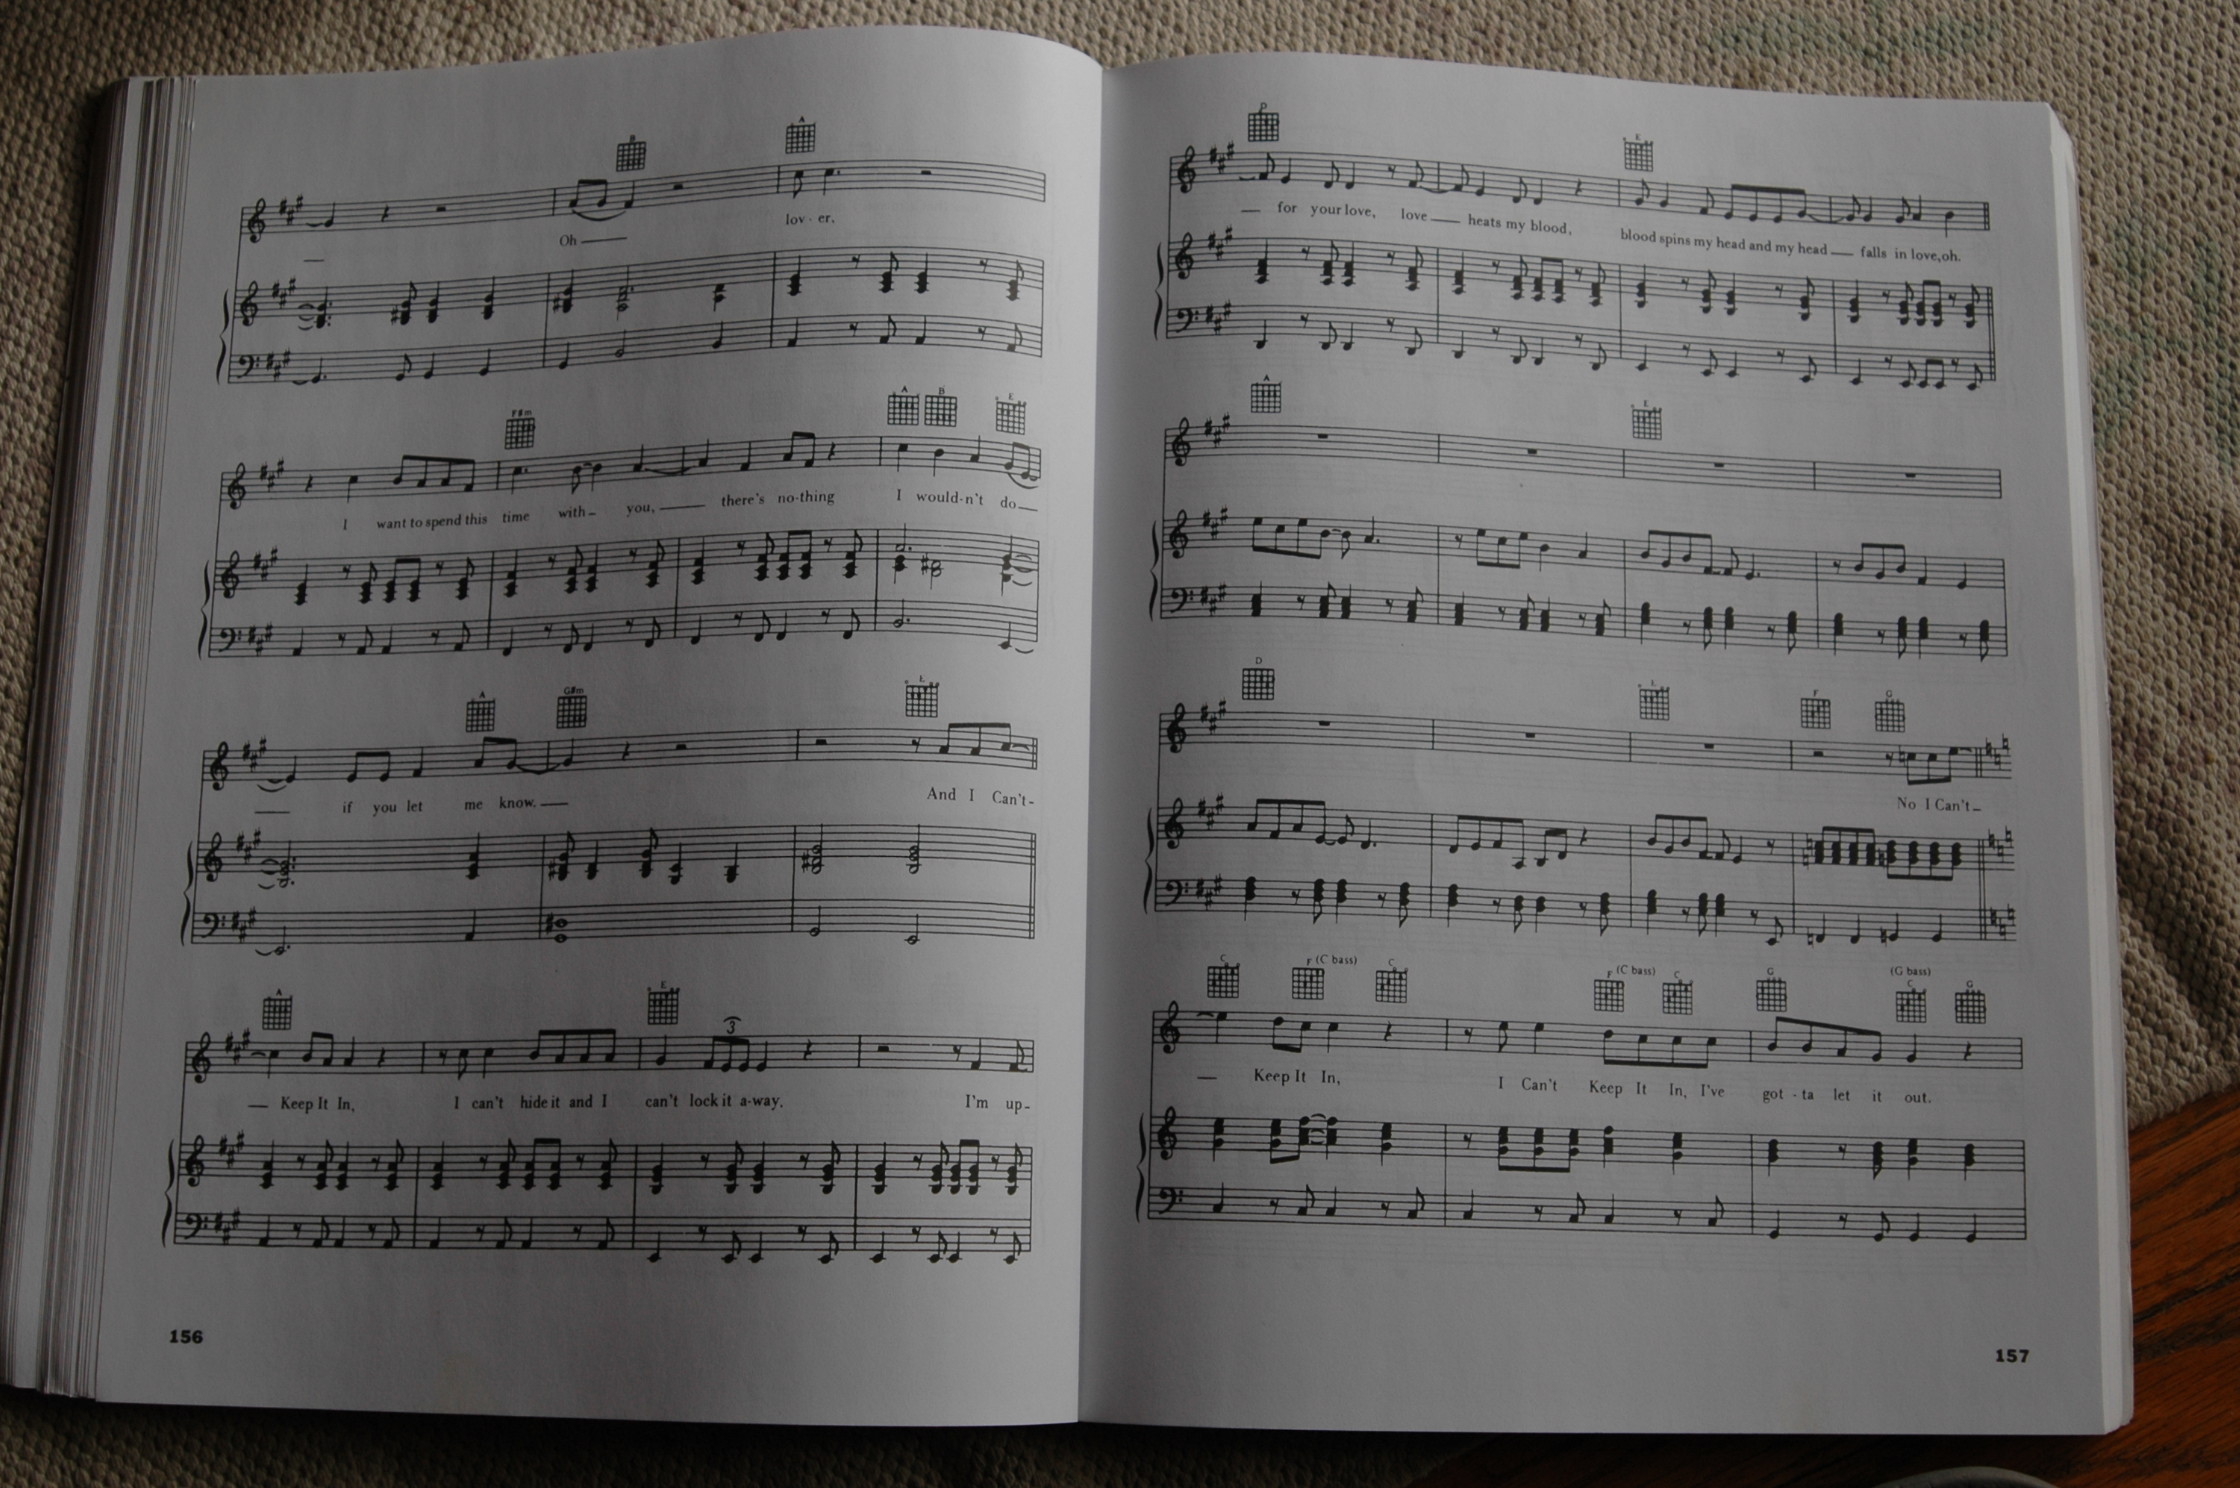 B A
Oh lov - er.
F#m A B E
I want to spend this time with you, there's no-thing I would-n't do
A G#m E
if you let me know. And I Can't
A E
3
Keep It In, I can't hide it and I can't lock it a-way. I'm up-
156
D E
for your love, love heats my blood, blood spins my head and my head falls in love, oh.
A E
D E F G
No I Can't
C F (C bass) C F (C bass) C G C (G bass) G
Keep It In, I Can't Keep It In, I've got - ta let it out.
157